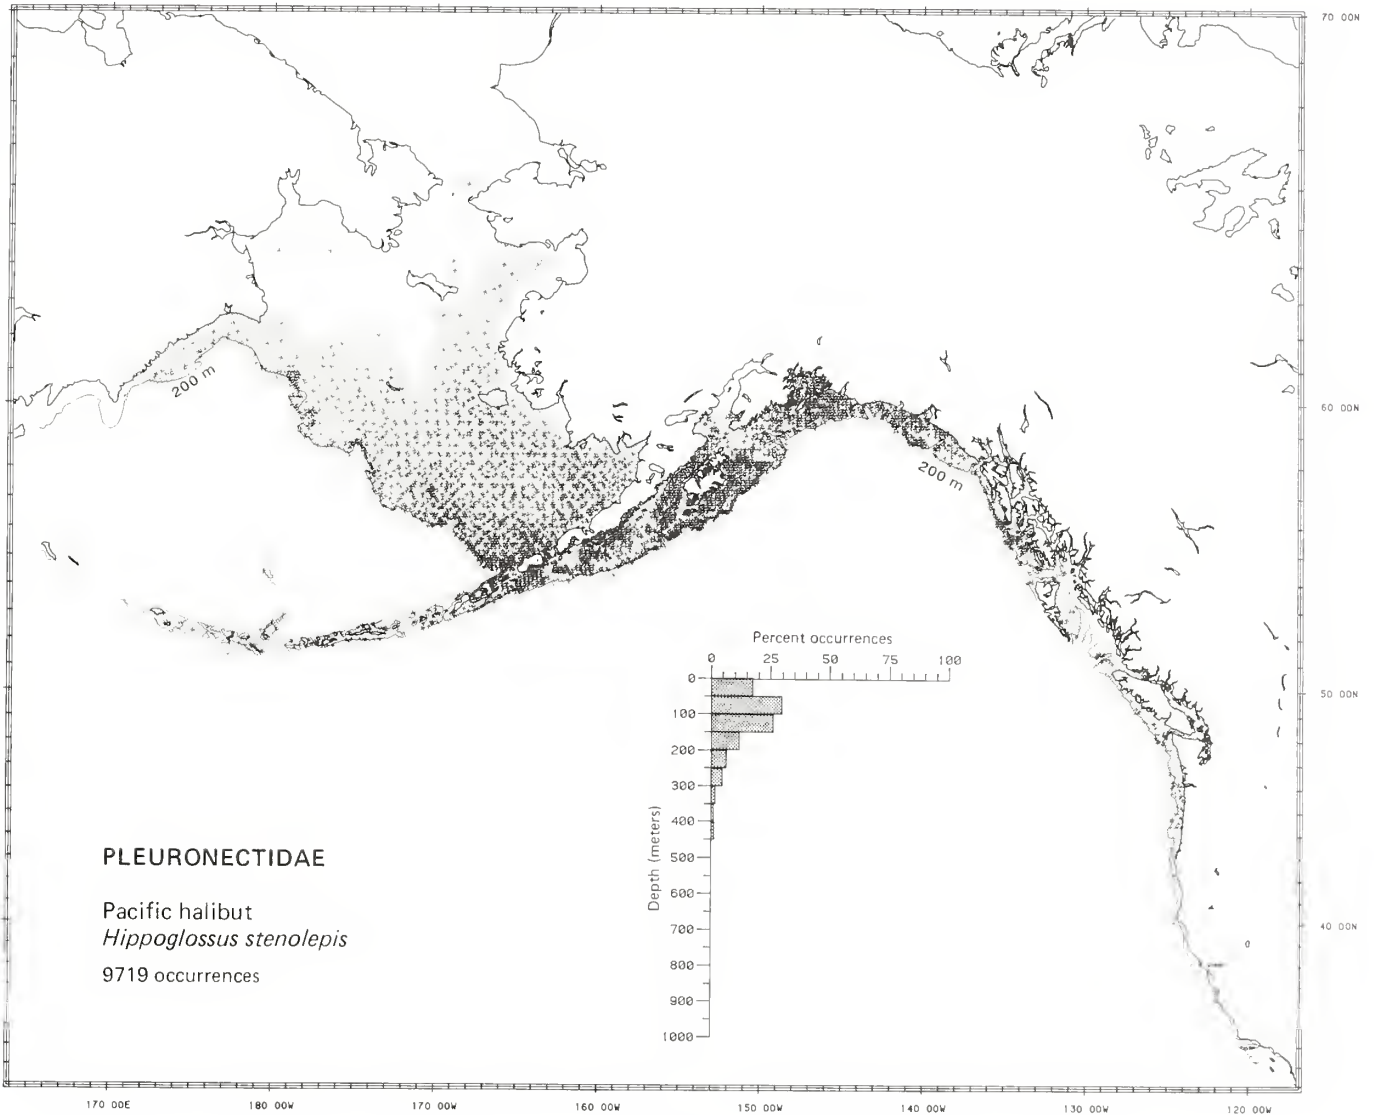 70 00N
200 m
60 00N
200 m
Percent occurrences
0 25 50 75 100
0
100
200
300
400
500
600
700
800
900
1000
Depth (meters)
50 00N
40 00N
PLEURONECTIDAE
Pacific halibut
Hippoglossus stenolepis
9719 occurrences
170 00E 180 00W 170 00W 160 00W 150 00W 140 00W 130 00W 120 00W